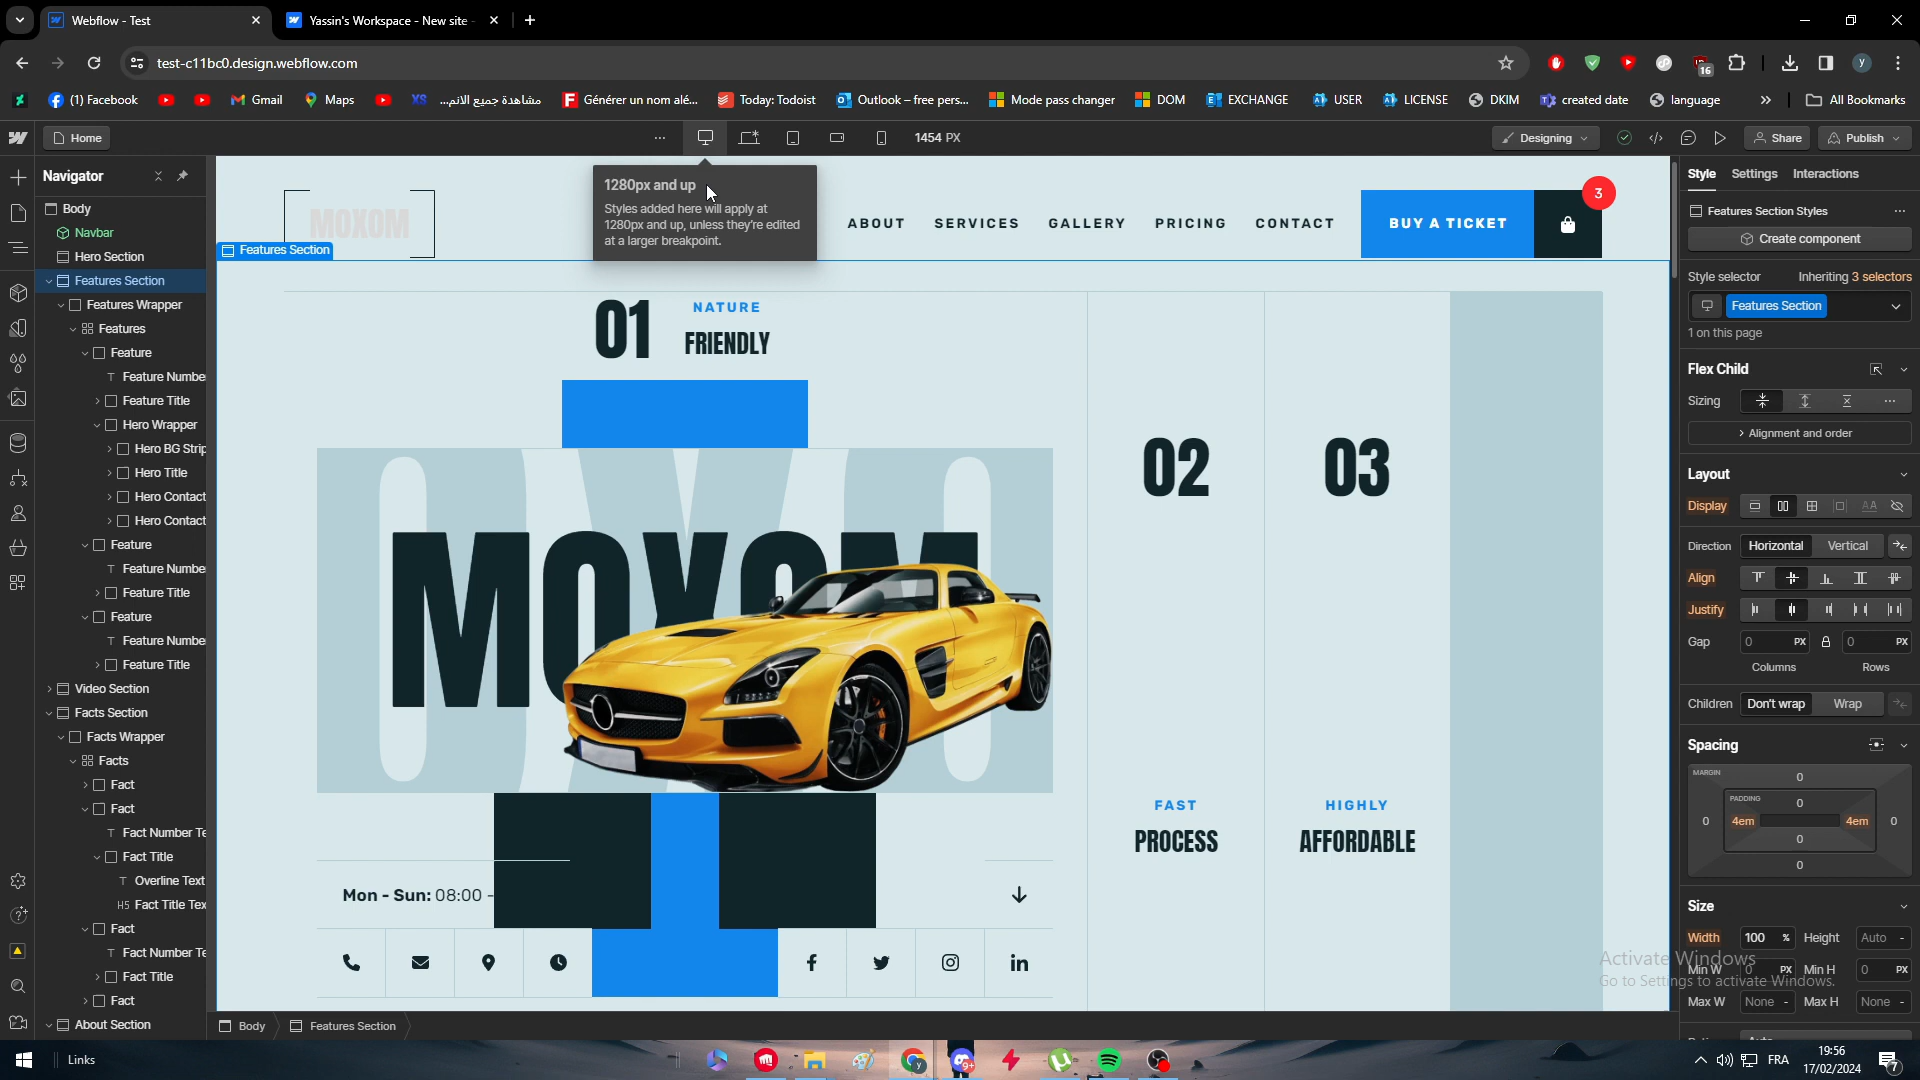 Webflow - Test
Yassin's Workspace - New site -
test-c11bc0.design.webflow.com
16
y
(1) Facebook
Gmail
Maps
مشاهدة جميع الانم...
Générer un nom alé...
Today: Todoist
Outlook – free pers...
Mode pass changer
DOM
EXCHANGE
USER
LICENSE
DKIM
created date
language
All Bookmarks
Home
1454 PX
Designing
Share
Publish
Navigator
Body
Navbar
Hero Section
Features Section
Features Wrapper
Features
Feature
Feature Numbe
Feature Title
Hero Wrapper
Hero BG Strip
Hero Title
Hero Contact
Hero Contact
Feature
Feature Numbe
Feature Title
Feature
Feature Numbe
Feature Title
Video Section
Facts Section
Facts Wrapper
Facts
Fact
Fact
Fact Number Te
Fact Title
Overline Text
H5 Fact Title Tex
Fact
Fact Number Te
Fact Title
Fact
About Section
MOXOM
Features Section
1280px and up
Styles added here will apply at
1280px and up, unless they're edited
at a larger breakpoint.
ABOUT
SERVICES
GALLERY
PRICING
CONTACT
BUY A TICKET
3
01
NATURE
FRIENDLY
02
03
MOXOM
FAST
PROCESS
HIGHLY
AFFORDABLE
Mon - Sun: 08:00 -
Body
Features Section
Style
Settings
Interactions
Features Section Styles
Create component
Style selector
Inheriting 3 selectors
Features Section
1 on this page
Flex Child
Sizing
Alignment and order
Layout
Display
Direction
Horizontal
Vertical
Align
Justify
Gap
0 PX
0 PX
Columns
Rows
Children
Don't wrap
Wrap
Spacing
MARGIN
0
PADDING
0
0
4em
4em
0
0
0
Size
Width
100 %
Height
Auto -
Activate Windows
Min W
0 PX
Min H
0 PX
Go to Settings to activate Windows.
Max W
None -
Max H
None -
Links
9+
FRA
19:56
17/02/2024
7